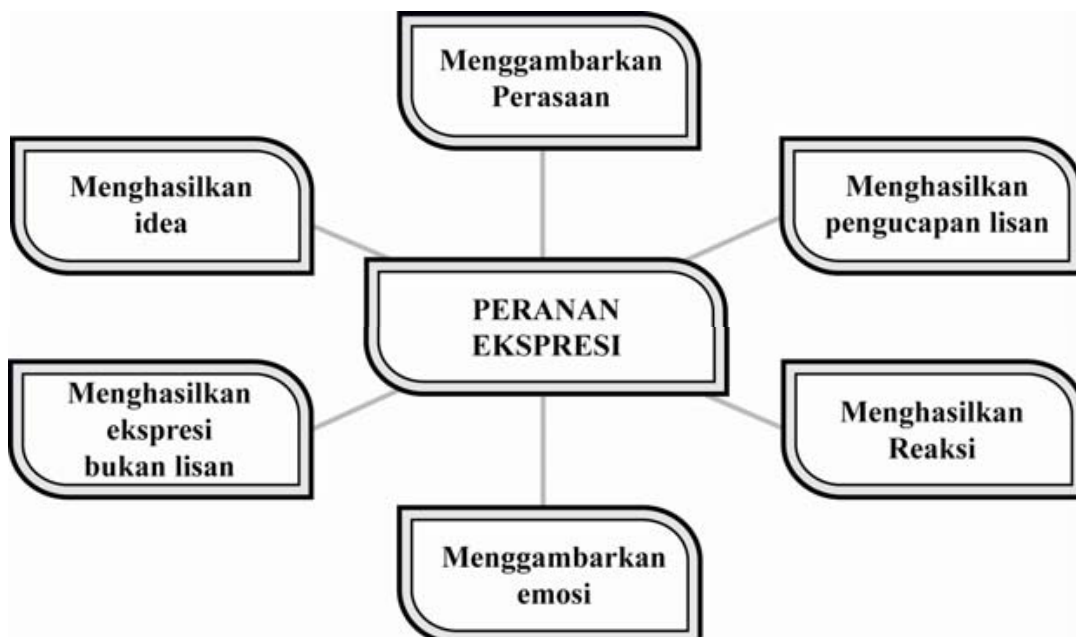 Menggambarkan
Perasaan
Menghasilkan
idea
Menghasilkan
pengucapan lisan
PERANAN
EKSPRESI
Menghasilkan
ekspresi
bukan lisan
Menghasilkan
Reaksi
Menggambarkan
emosi